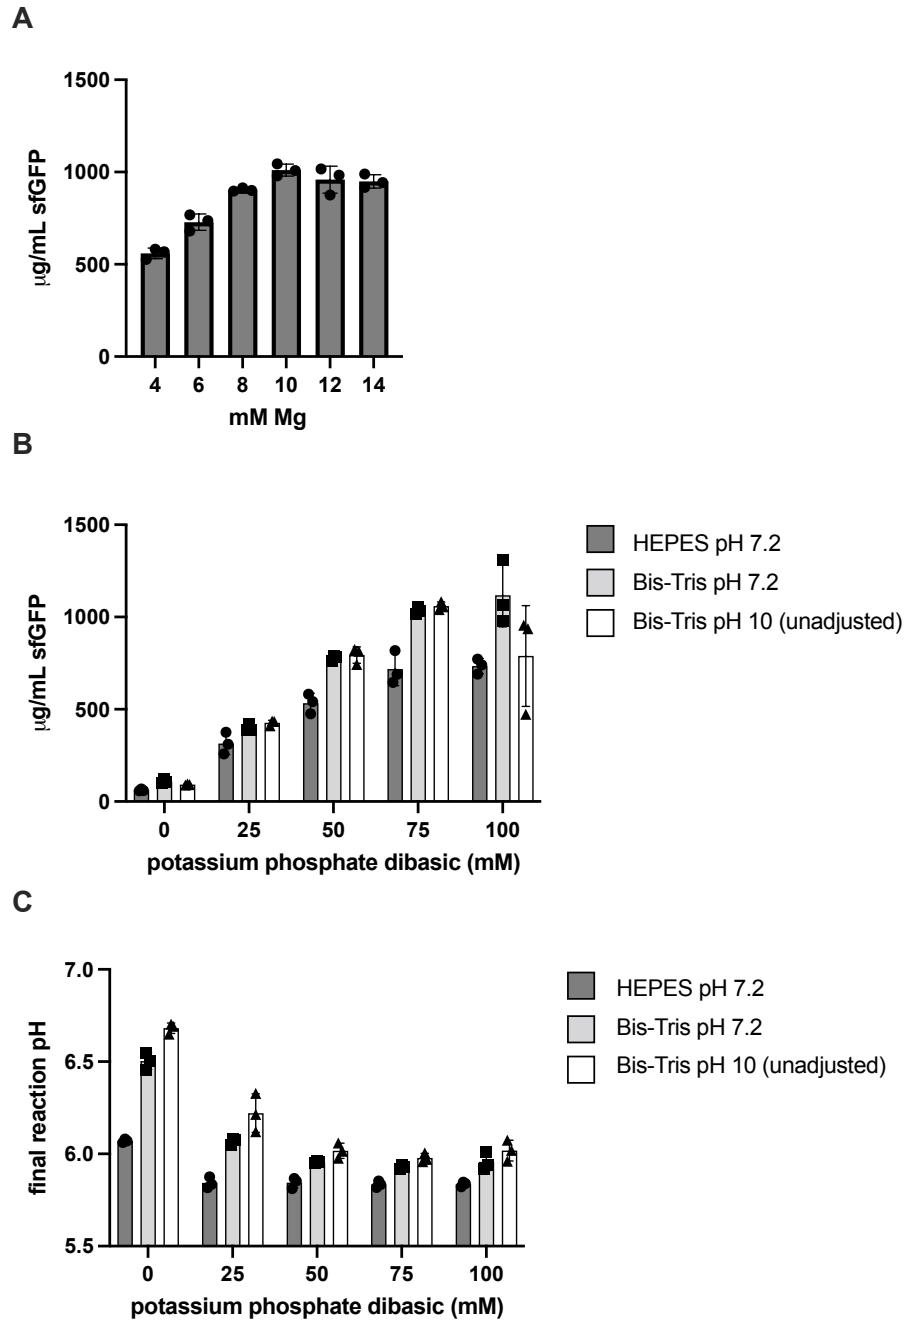 A
1500
1000
500
0
μg/mL sfGFP
4 6 8 10 12 14
mM Mg
B
1500
1000
500
0
μg/mL sfGFP
0 25 50 75 100
potassium phosphate dibasic (mM)
HEPES pH 7.2
Bis-Tris pH 7.2
Bis-Tris pH 10 (unadjusted)
C
7.0
6.5
6.0
5.5
final reaction pH
0 25 50 75 100
potassium phosphate dibasic (mM)
HEPES pH 7.2
Bis-Tris pH 7.2
Bis-Tris pH 10 (unadjusted)